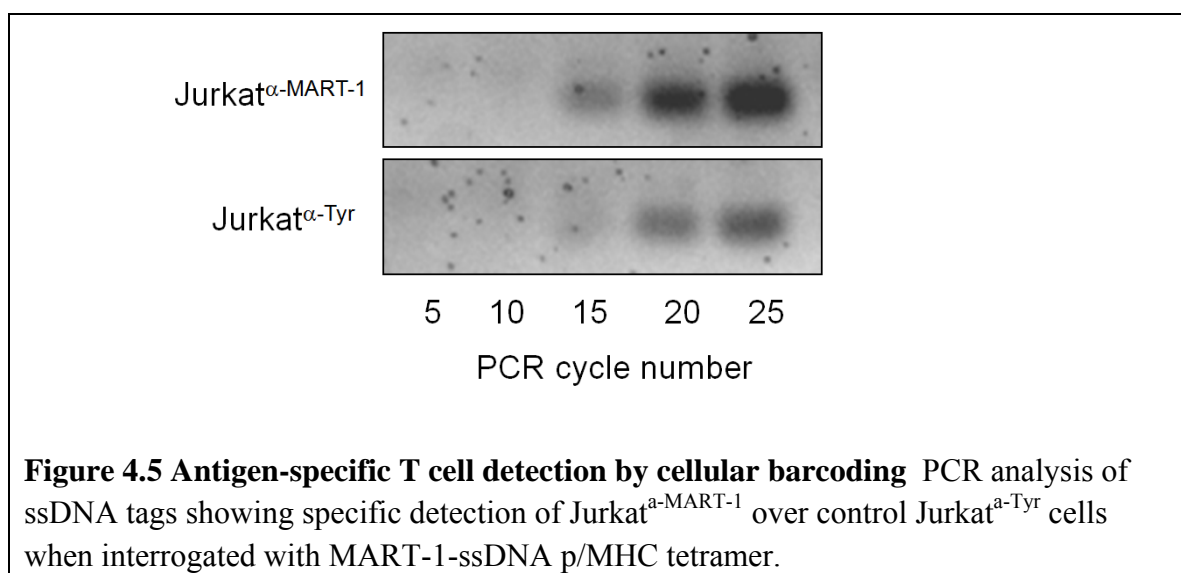 Jurkatα-MART-1
Jurkatα-Tyr
5 10 15 20 25
PCR cycle number
Figure 4.5 Antigen-specific T cell detection by cellular barcoding PCR analysis of
ssDNA tags showing specific detection of Jurkata-MART-1 over control Jurkata-Tyr cells
when interrogated with MART-1-ssDNA p/MHC tetramer.